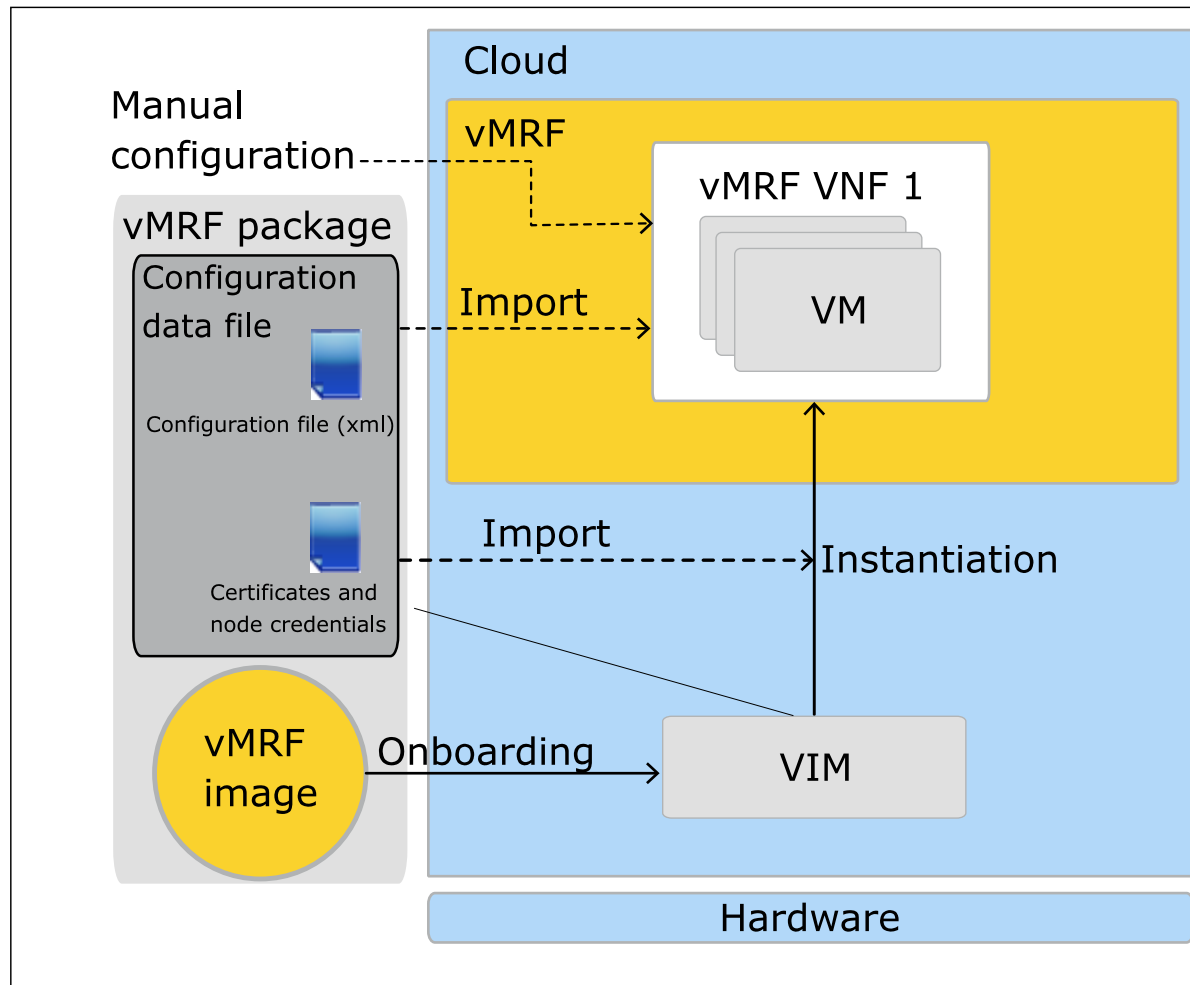 Cloud
Manual
configuration
vMRF
vMRF VNF 1
VM
vMRF package
Configuration
data file
Import
Configuration file (xml)
Import
Instantiation
Certificates and
node credentials
vMRF
image
Onboarding
VIM
Hardware